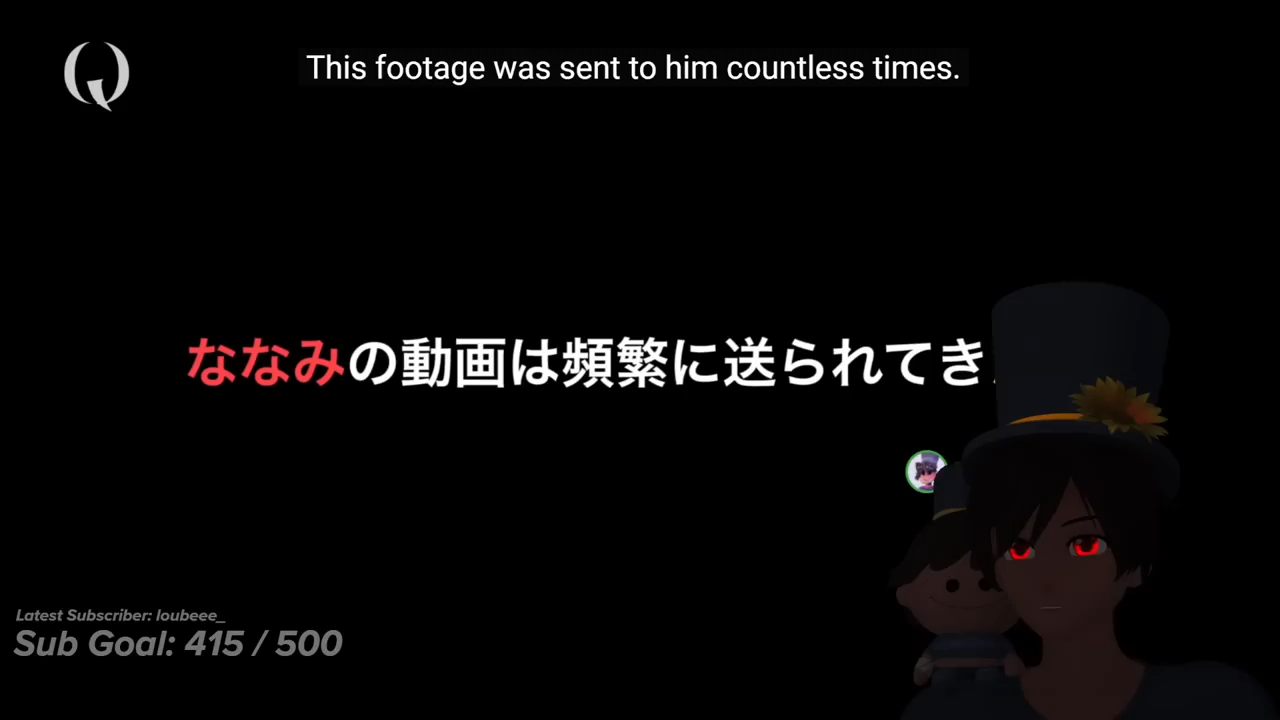 Q
This footage was sent to him countless times.
ななみの動画は頻繁に送られてき
Latest Subscriber: loubeee_
Sub Goal: 415 / 500